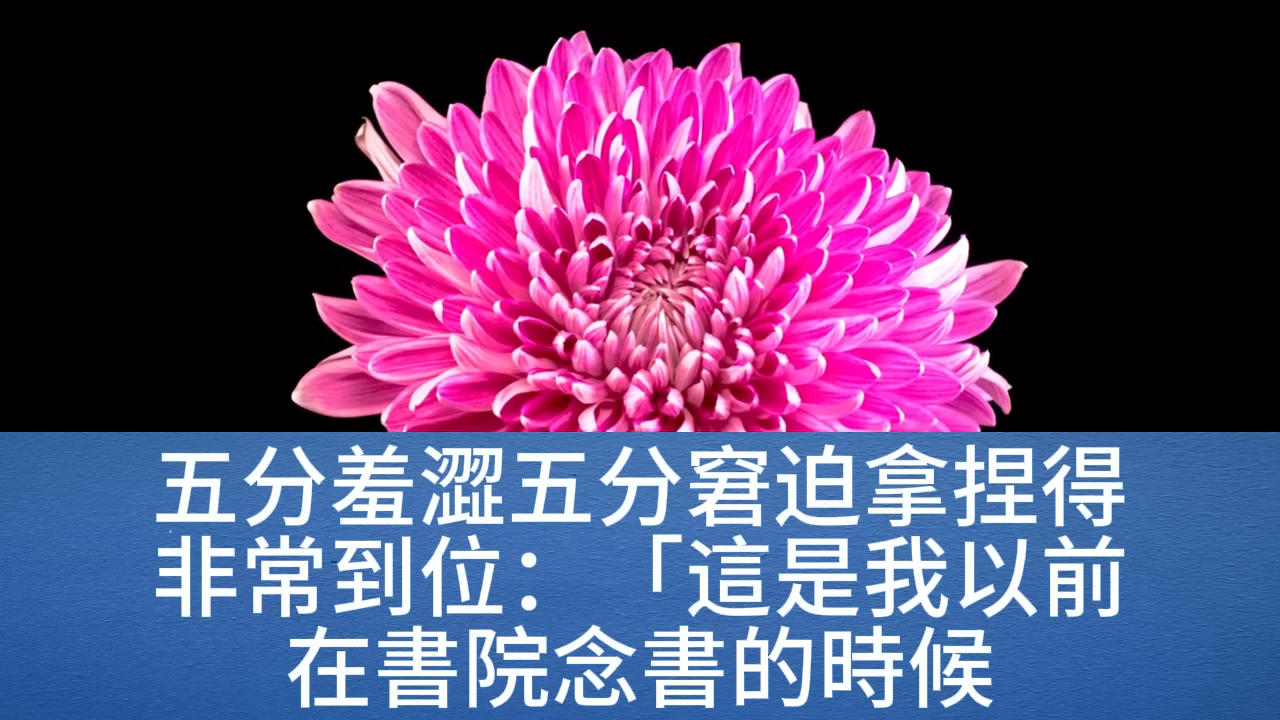 五分羞澀五分窘迫拿捏得
非常到位：「這是我以前
在書院念書的時候